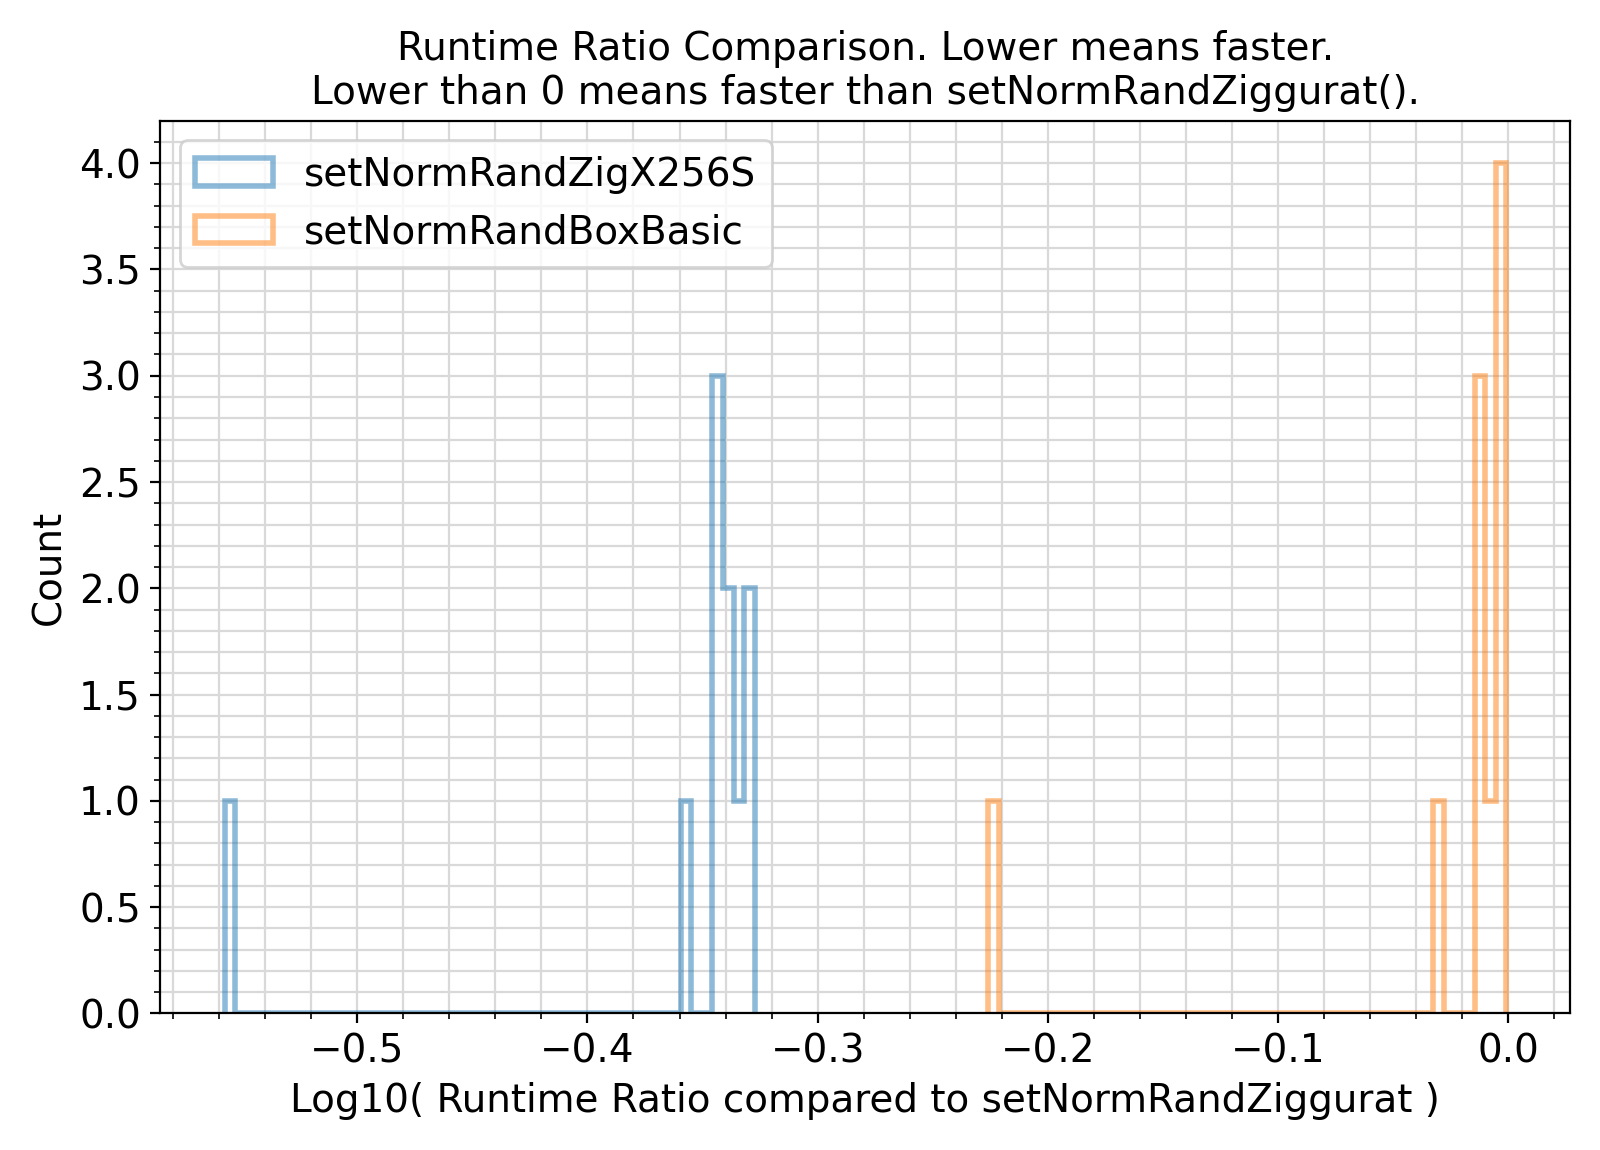 Runtime Ratio Comparison. Lower means faster.
Lower than 0 means faster than setNormRandZiggurat().
setNormRandZigX256S
setNormRandBoxBasic
4.0
3.5
3.0
2.5
2.0
1.5
1.0
0.5
0.0
Count
−0.5 −0.4 −0.3 −0.2 −0.1 0.0
Log10( Runtime Ratio compared to setNormRandZiggurat )